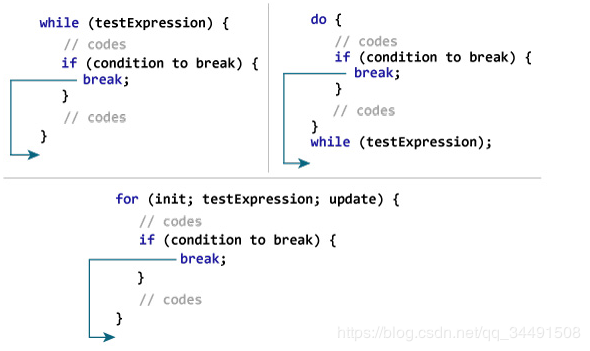 while (testExpression) {
// codes
if (condition to break) {
break;
}
// codes
}
do {
// codes
if (condition to break) {
break;
}
// codes
}
while (testExpression);
for (init; testExpression; update) {
// codes
if (condition to break) {
break;
}
// codes
}
https://blog.csdn.net/qq_34491508